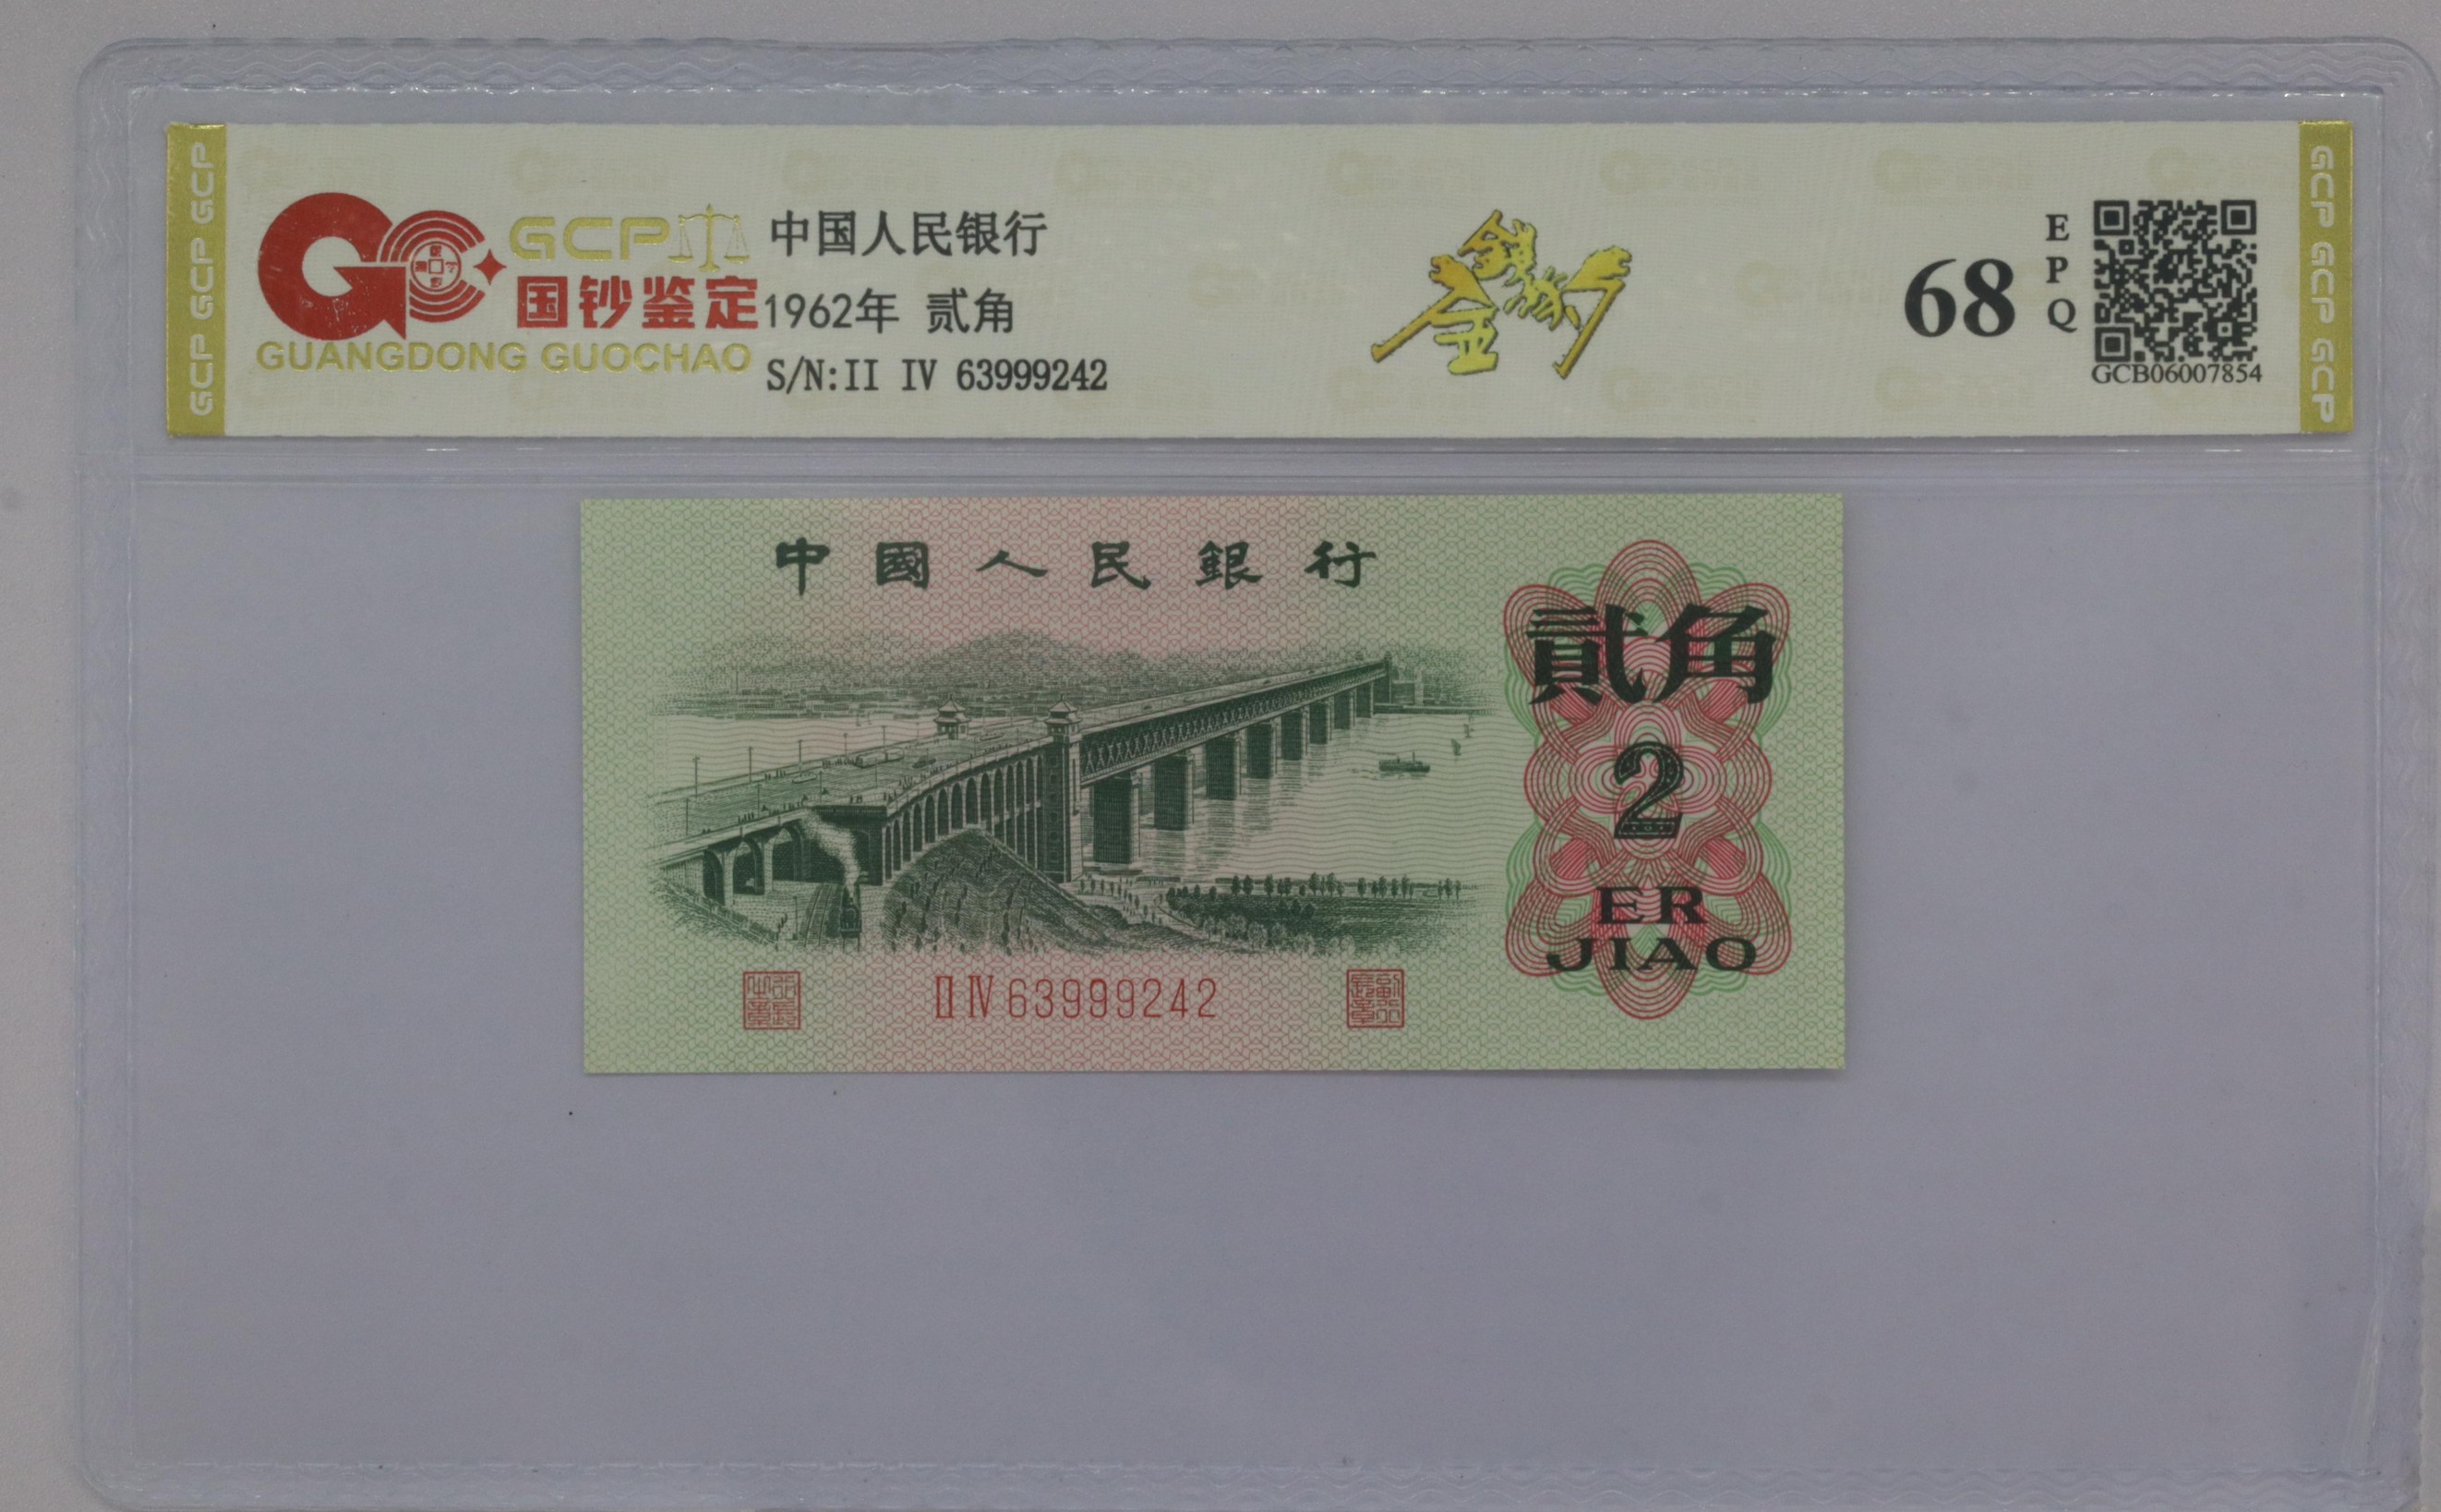 GCP GCP GCP
GCP
国钞鉴定
GUANGDONG GUOCHAO
中国人民银行
1962年 贰角
S/N:II IV 63999242
68
EPQ
GCB06007854
GCP GCP GCP
中國人民銀行
貳角
2
ER
JIAO
II IV 63999242